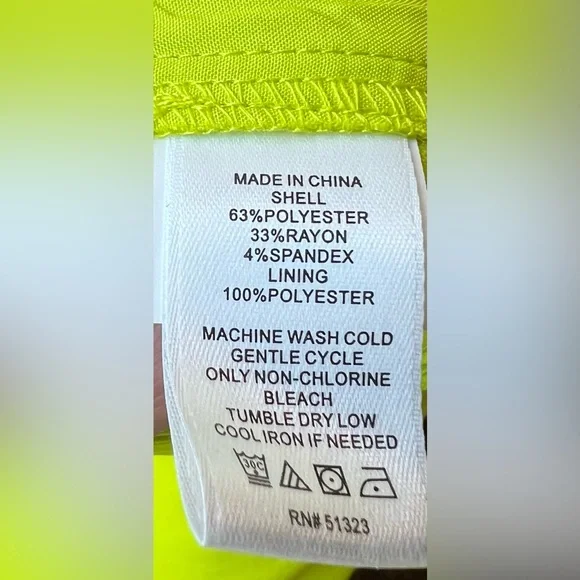 MADE IN CHINA
SHELL
63%POLYESTER
33%RAYON
4%SPANDEX
LINING
100%POLYESTER
MACHINE WASH COLD
GENTLE CYCLE
ONLY NON-CHLORINE
BLEACH
TUMBLE DRY LOW
COOL IRON IF NEEDED
30C
RN# 51323